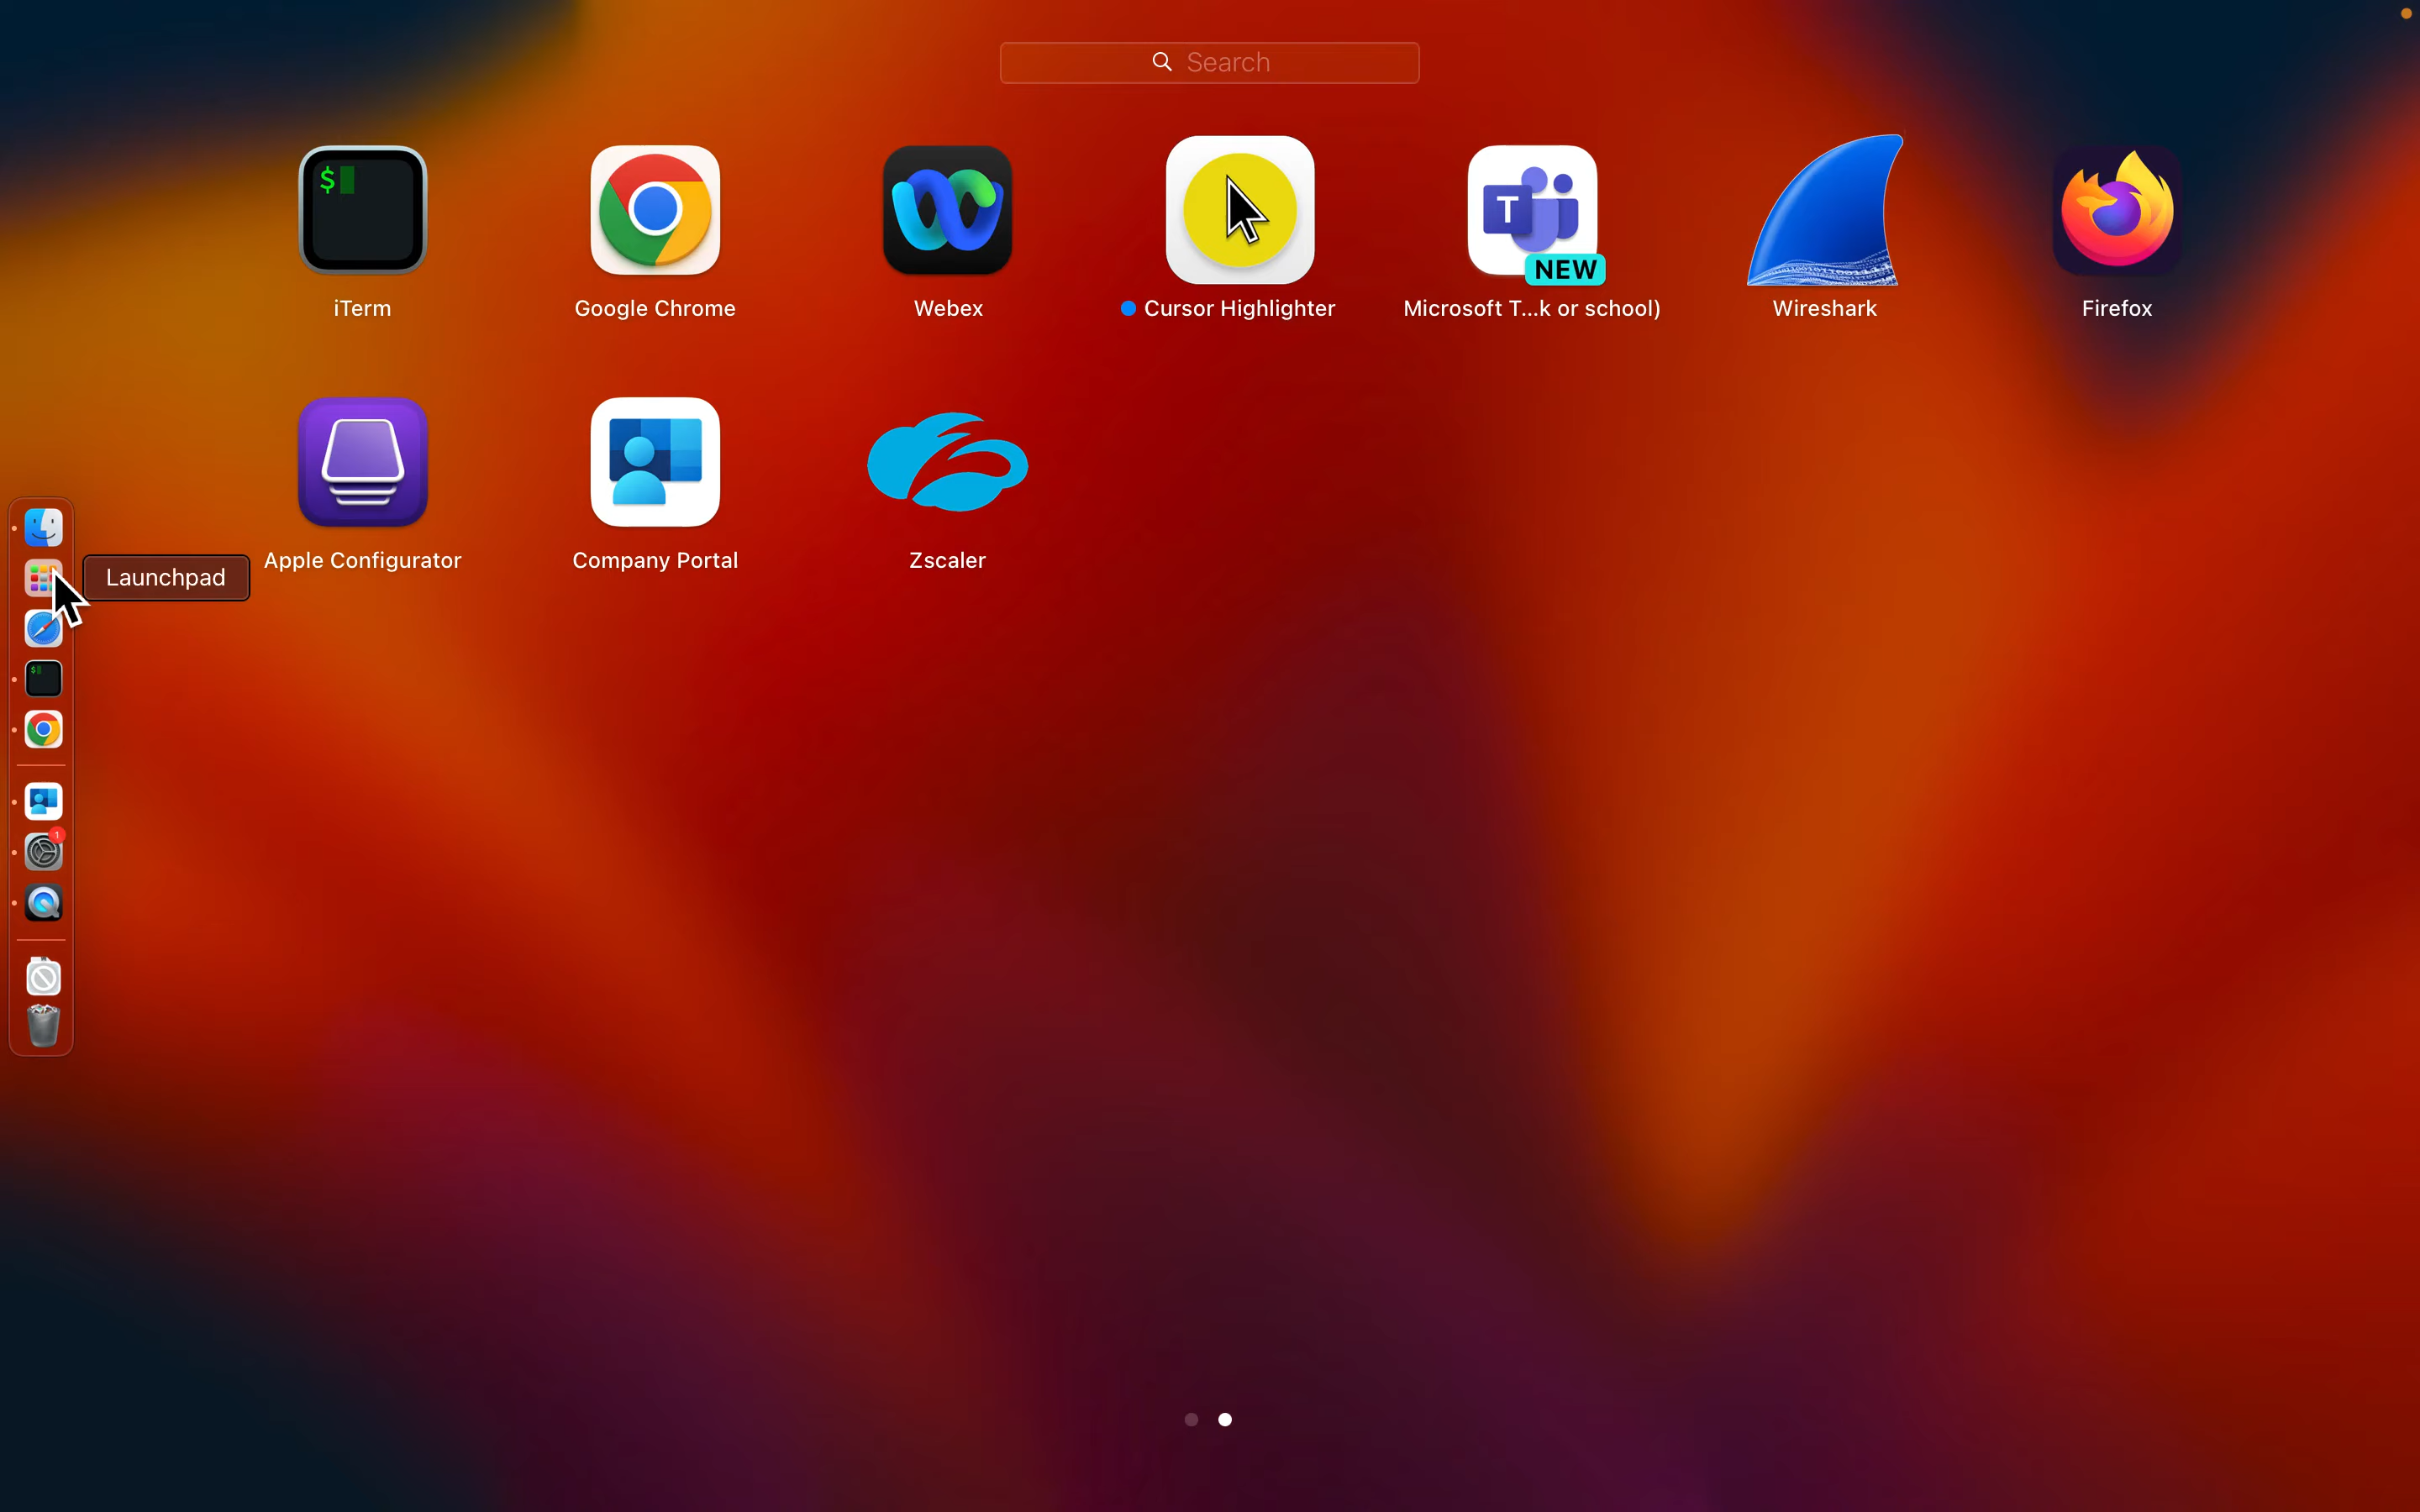 Search
$
iTerm
Google Chrome
Webex
Cursor Highlighter
T
NEW
Microsoft T...k or school)
Wireshark
Firefox
Launchpad
Apple Configurator
Company Portal
Zscaler
$
1